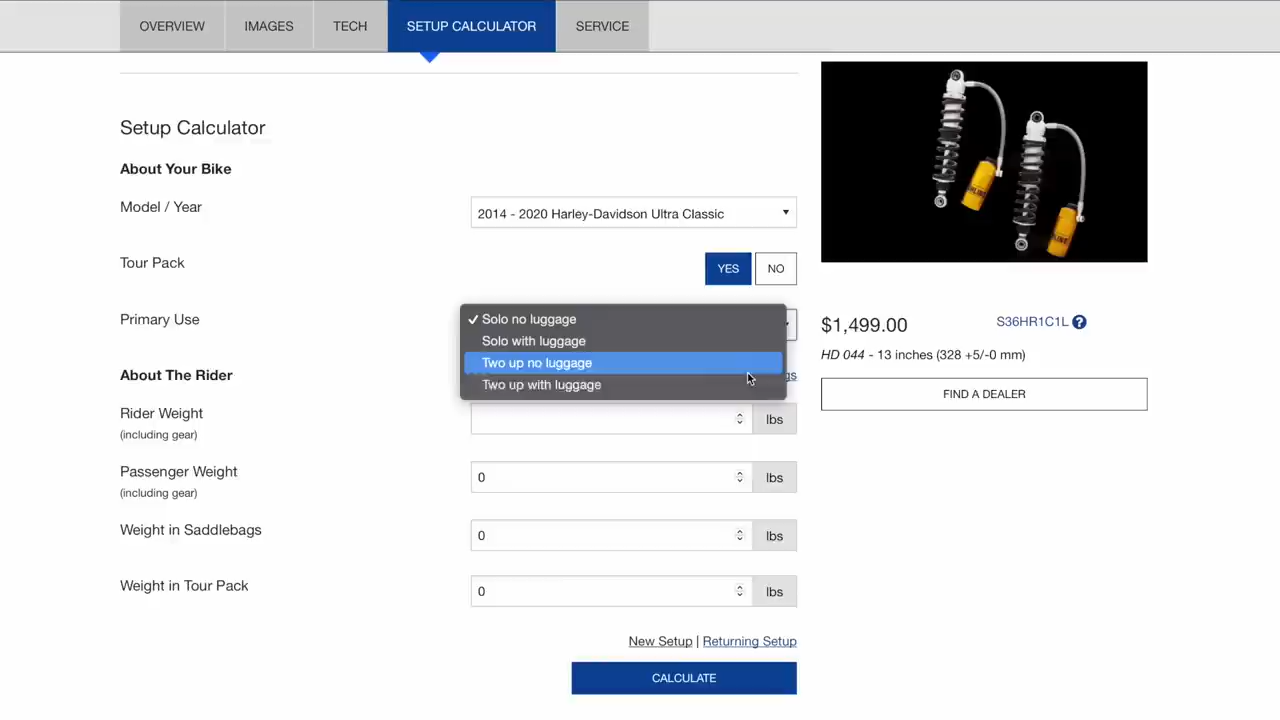 OVERVIEW IMAGES TECH SETUP CALCULATOR SERVICE
Setup Calculator
About Your Bike
Model / Year
2014 - 2020 Harley-Davidson Ultra Classic
Tour Pack
YES NO
Primary Use
✓ Solo no luggage
Solo with luggage
Two up no luggage
Two up with luggage
About The Rider
Rider Weight
(including gear)
lbs
Passenger Weight
(including gear)
0 lbs
Weight in Saddlebags
0 lbs
Weight in Tour Pack
0 lbs
New Setup | Returning Setup
CALCULATE
$1,499.00 S36HR1C1L ?
HD 044 - 13 inches (328 +5/-0 mm)
FIND A DEALER